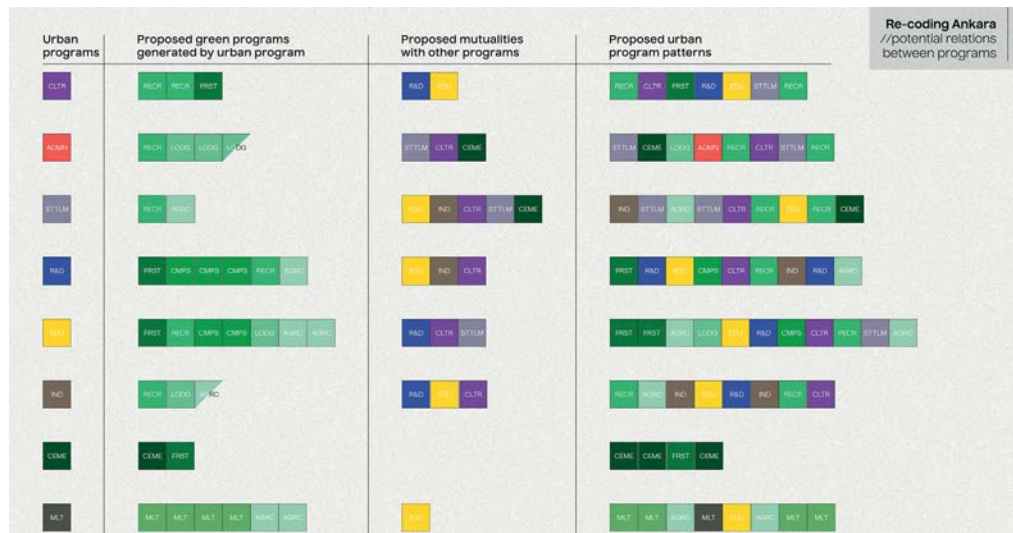 Re-coding Ankara
//potential relations
between programs
Urban
programs
Proposed green programs
generated by urban program
Proposed mutualities
with other programs
Proposed urban
program patterns
CLTR RECR RECR FRST R&D EDU RECR CLTR FRST R&D EDU STTLM RECR
ADMN RECR LODG LODG LODG STTLM CLTR CEME STTLM CEME LODG ADMN RECR CLTR STTLM RECR
STTLM RECR AGRC EDU IND CLTR STTLM CEME IND STTLM AGRC STTLM CLTR RECR EDU RECR CEME
R&D FRST CMPS CMPS CMPS RECR AGRC EDU IND CLTR FRST R&D EDU CMPS CLTR RECR IND R&D AGRC
EDU FRST RECR CMPS CMPS LODG AGRC AGRC R&D CLTR STTLM FRST FRST AGRC LODG EDU R&D CMPS CLTR RECR STTLM AGRC
IND RECR LODG AGRC R&D EDU CLTR RECR AGRC IND EDU R&D IND RECR CLTR
CEME CEME FRST CEME CEME FRST CEME
MLT MLT MLT MLT MLT AGRC AGRC EDU MLT MLT AGRC MLT EDU AGRC MLT MLT